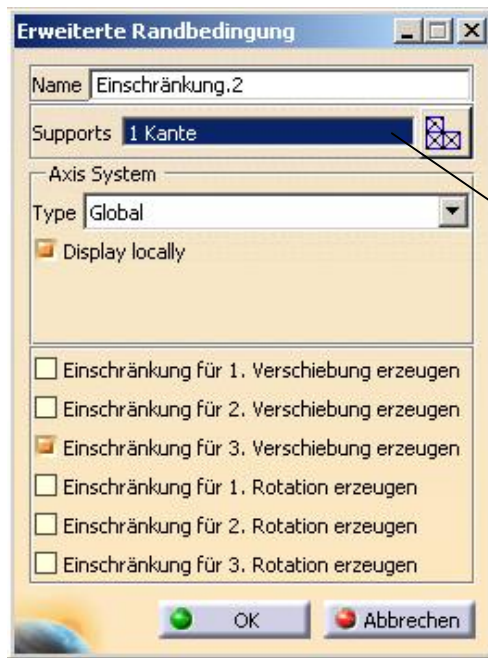 Erweiterte Randbedingung
Name Einschränkung.2
Supports 1 Kante
Axis System
Type Global
Display locally
Einschränkung für 1. Verschiebung erzeugen
Einschränkung für 2. Verschiebung erzeugen
Einschränkung für 3. Verschiebung erzeugen
Einschränkung für 1. Rotation erzeugen
Einschränkung für 2. Rotation erzeugen
Einschränkung für 3. Rotation erzeugen
OK Abbrechen